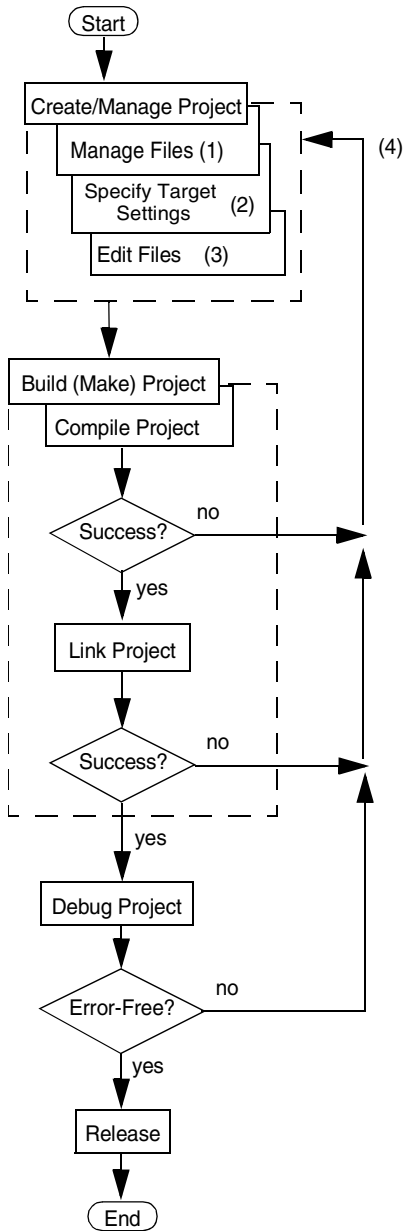 Start
Create/Manage Project
Manage Files (1)
(4)
Specify Target
Settings
(2)
Edit Files (3)
Build (Make) Project
Compile Project
Success?
no
yes
Link Project
Success?
no
yes
Debug Project
Error-Free?
no
yes
Release
End